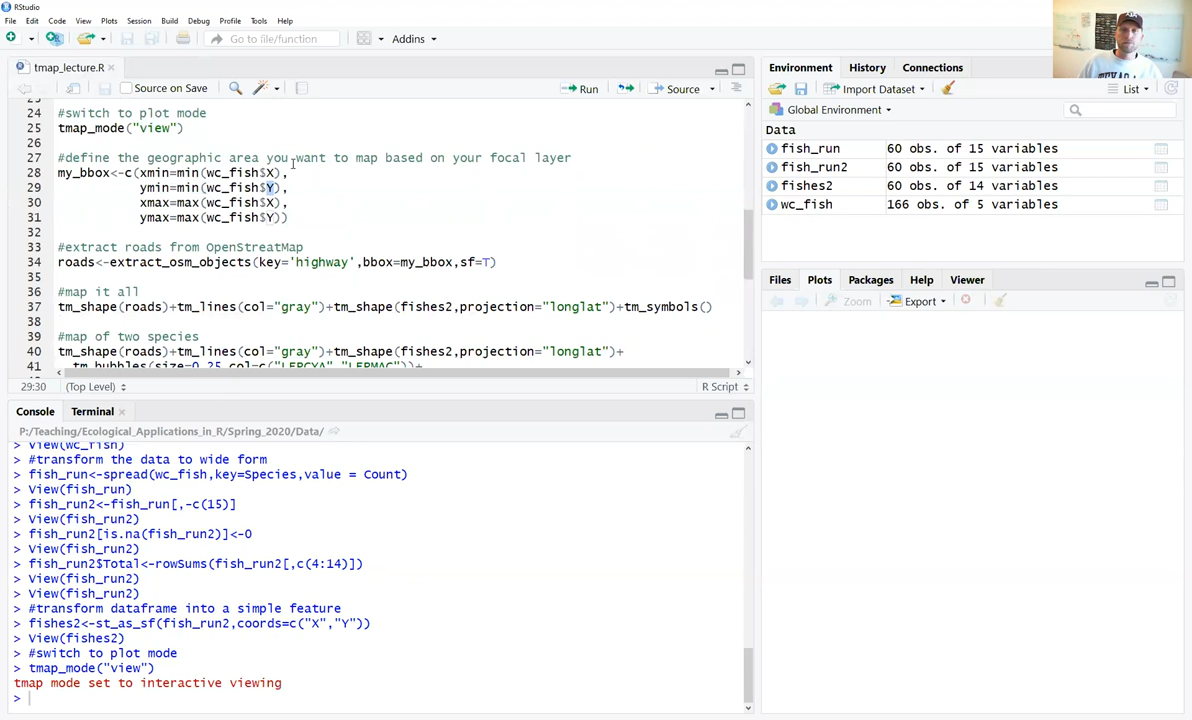 RStudio
File Edit Code View Plots Session Build Debug Profile Tools Help
Go to file/function Addins
tmap_lecture.R
Source on Save Run Source
24 #switch to plot mode
25 tmap_mode("view")
26
27 #define the geographic area you want to map based on your focal layer
28 my_bbox<-c(xmin=min(wc_fish$X),
29 ymin=min(wc_fish$Y),
30 xmax=max(wc_fish$X),
31 ymax=max(wc_fish$Y))
32
33 #extract roads from OpenStreatMap
34 roads<-extract_osm_objects(key='highway',bbox=my_bbox,sf=T)
35
36 #map it all
37 tm_shape(roads)+tm_lines(col="gray")+tm_shape(fishes2,projection="longlat")+tm_symbols()
38
39 #map of two species
40 tm_shape(roads)+tm_lines(col="gray")+tm_shape(fishes2,projection="longlat")+
41 tm_bubbles(size=0.25,col=c("LEPCYA","LEPMAC"))+
29:30 (Top Level) R Script
Console Terminal
P:/Teaching/Ecological_Applications_in_R/Spring_2020/Data/
> View(wc_fish)
> #transform the data to wide form
> fish_run<-spread(wc_fish,key=Species,value = Count)
> View(fish_run)
> fish_run2<-fish_run[,-c(15)]
> View(fish_run2)
> fish_run2[is.na(fish_run2)]<-0
> View(fish_run2)
> fish_run2$Total<-rowSums(fish_run2[,c(4:14)])
> View(fish_run2)
> View(fish_run2)
> #transform dataframe into a simple feature
> fishes2<-st_as_sf(fish_run2,coords=c("X","Y"))
> View(fishes2)
> #switch to plot mode
> tmap_mode("view")
tmap mode set to interactive viewing
>
Environment History Connections
Import Dataset List
Global Environment
Data
fish_run 60 obs. of 15 variables
fish_run2 60 obs. of 15 variables
fishes2 60 obs. of 14 variables
wc_fish 166 obs. of 5 variables
Files Plots Packages Help Viewer
Zoom Export